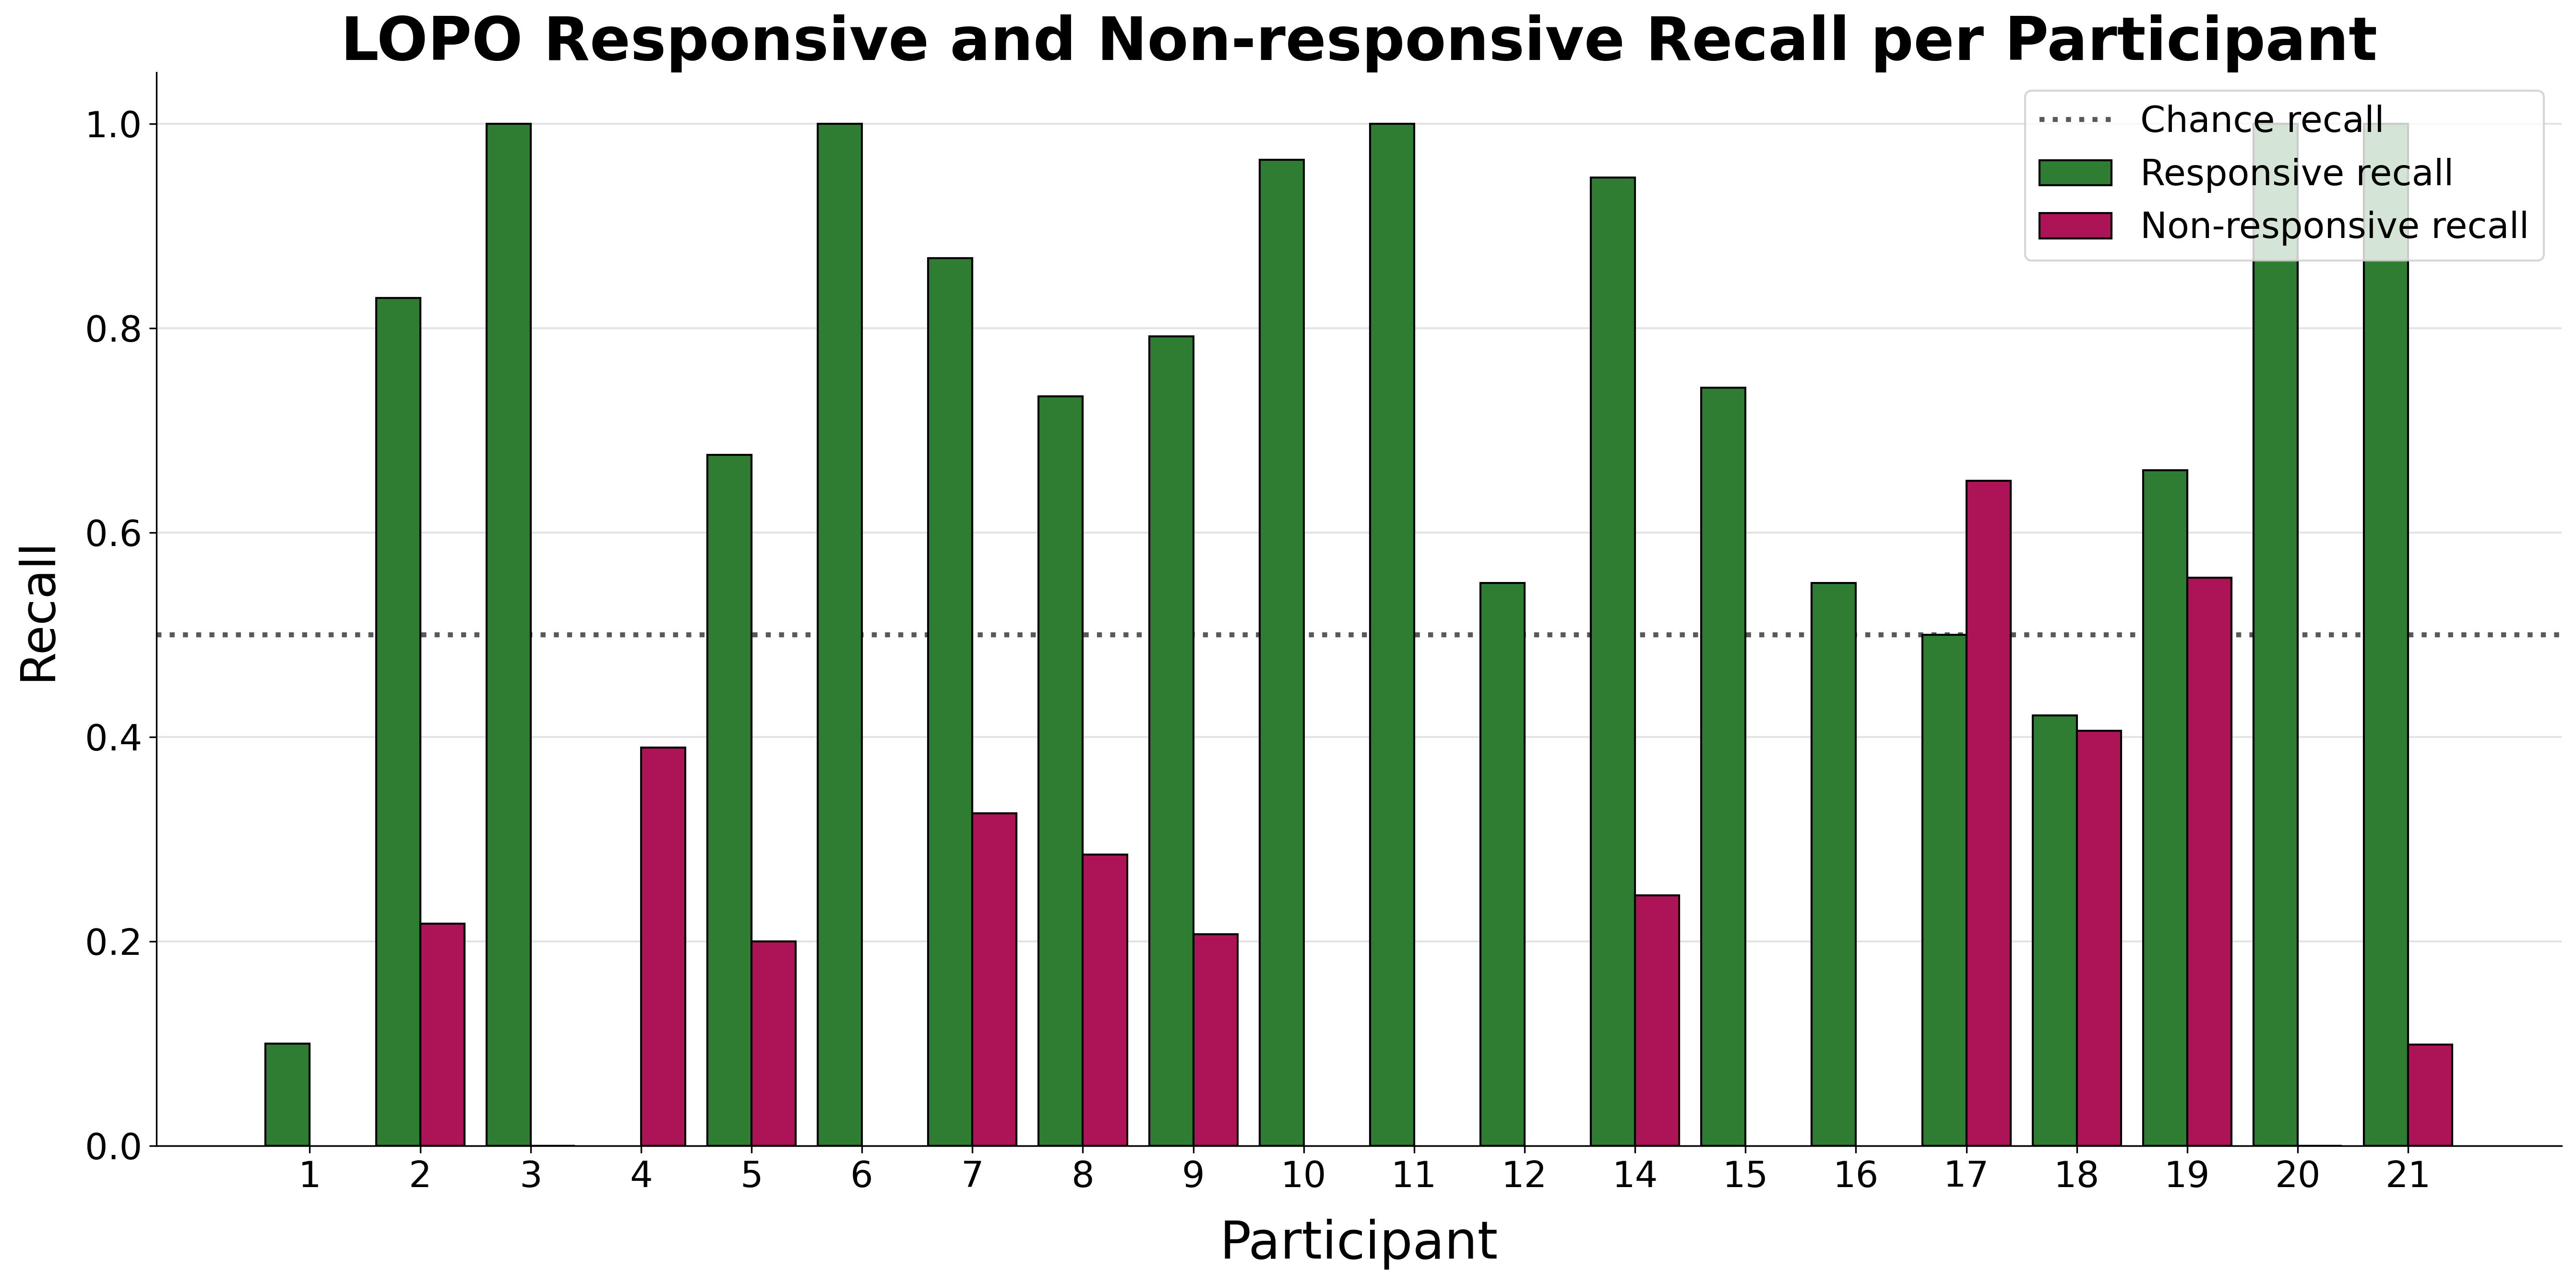 LOPO Responsive and Non-responsive Recall per Participant
Chance recall
Responsive recall
Non-responsive recall
1.0
0.8
0.6
0.4
0.2
0.0
Recall
1 2 3 4 5 6 7 8 9 10 11 12 14 15 16 17 18 19 20 21
Participant